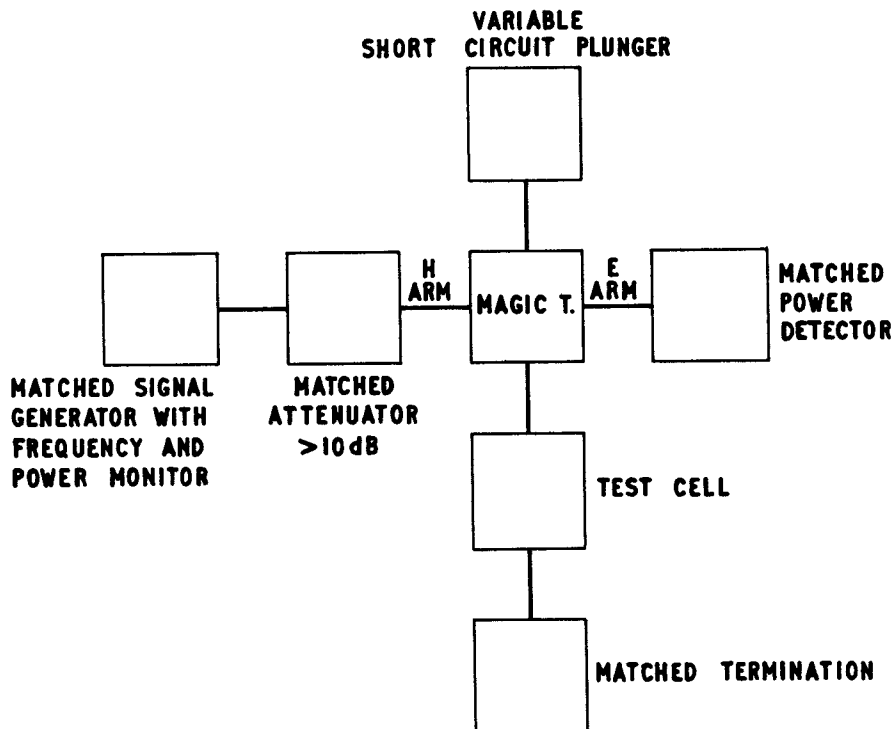 VARIABLE
SHORT CIRCUIT PLUNGER
H
ARM
MAGIC T.
E
ARM
MATCHED
POWER
DETECTOR
MATCHED SIGNAL
GENERATOR WITH
FREQUENCY AND
POWER MONITOR
MATCHED
ATTENUATOR
>10dB
TEST CELL
MATCHED TERMINATION